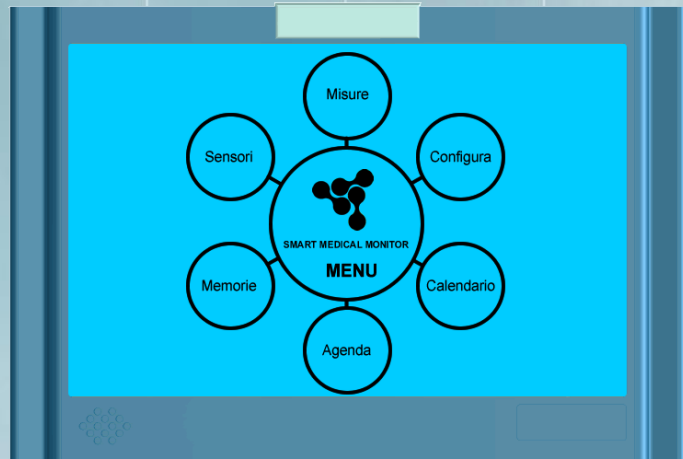 Misure
Sensori
Configura
SMART MEDICAL MONITOR
MENU
Memorie
Calendario
Agenda